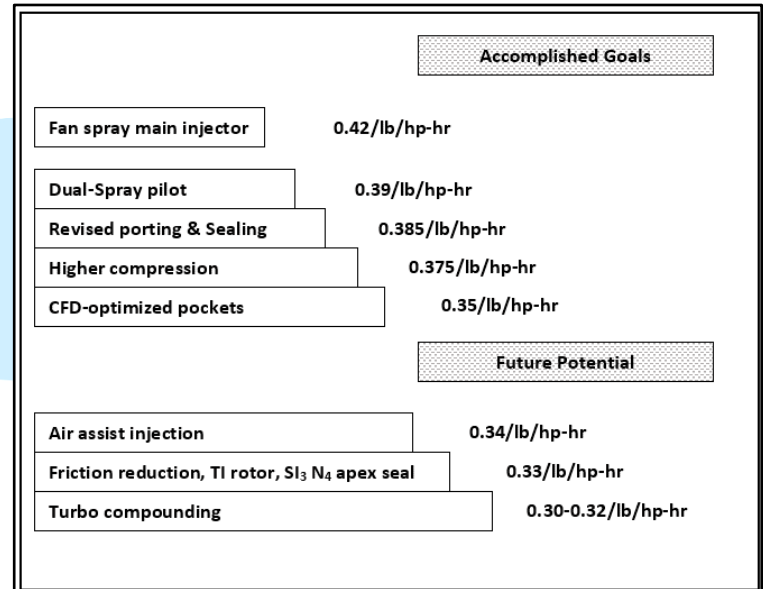 Accomplished Goals
Fan spray main injector 0.42/lb/hp-hr
Dual-Spray pilot 0.39/lb/hp-hr
Revised porting & Sealing 0.385/lb/hp-hr
Higher compression 0.375/lb/hp-hr
CFD-optimized pockets 0.35/lb/hp-hr
Future Potential
Air assist injection 0.34/lb/hp-hr
Friction reduction, TI rotor, SI₃ N₄ apex seal 0.33/lb/hp-hr
Turbo compounding 0.30-0.32/lb/hp-hr